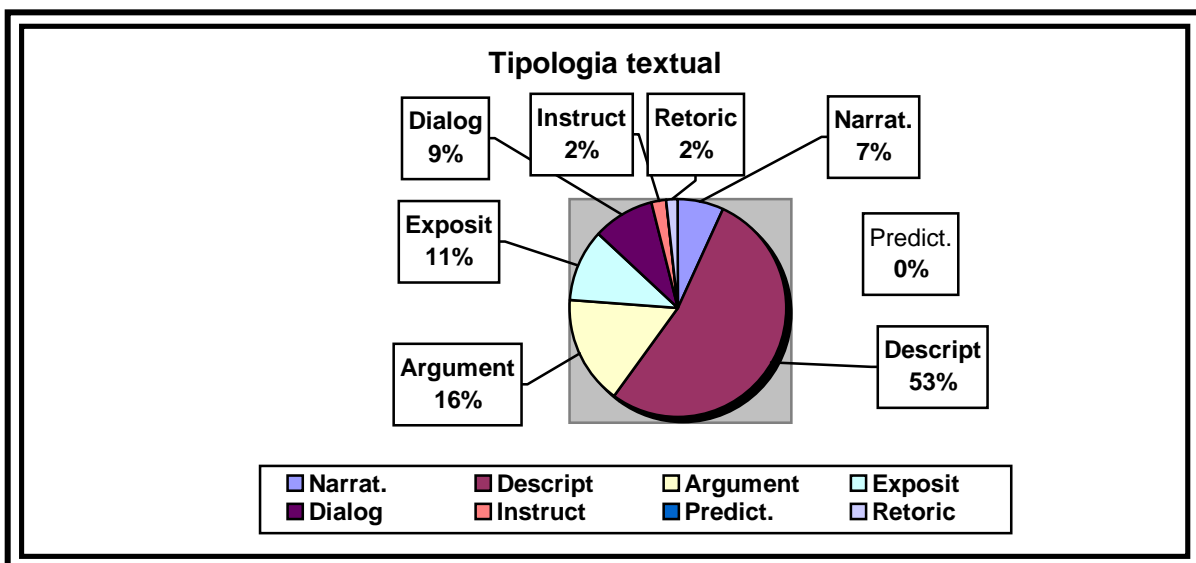 Tipologia textual
Dialog
9%
Instruct
2%
Retoric
2%
Narrat.
7%
Exposit
11%
Predict.
0%
Argument
16%
Descript
53%
Narrat. Descript Argument Exposit
Dialog Instruct Predict. Retoric